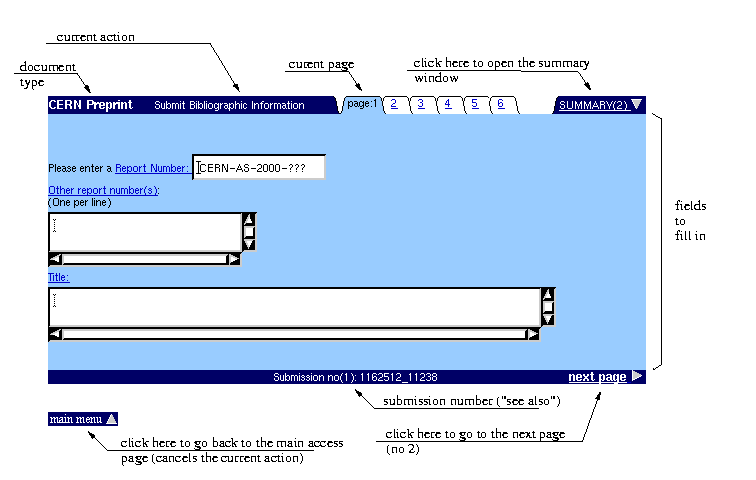 current action
document
type
curent page
click here to open the summary
window
CERN Preprint Submit Bibliographic Information page:1 2 3 4 5 6 SUMMARY(2)
Please enter a Report Number: CERN-AS-2000-???
Other report number(s):
(One per line)
Title:
fields
to
fill in
Submission no(1): 1162512_11238 next page
submission number ("see also")
main menu
click here to go back to the main access
page (cancels the current action)
click here to go to the next page
(no 2)